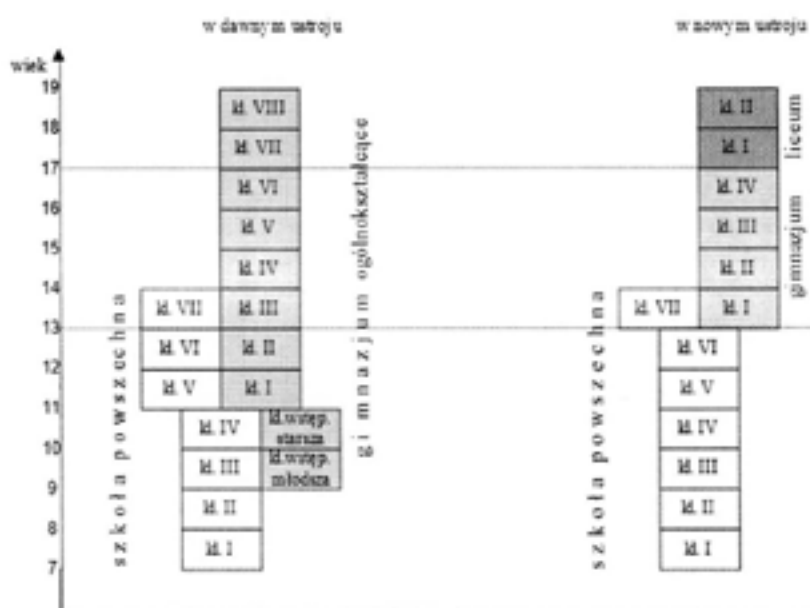 w dawnym ustroju
w nowym ustroju
wiek
19
18
17
16
15
14
13
12
11
10
9
8
7
kl. VIII
kl. VII
kl. VI
kl. V
kl. IV
kl. VII kl. III
kl. VI kl. II
kl. V kl. I
kl. IV kl.wstęp. starsza
kl. III kl.wstęp. młodsza
kl. II
kl. I
szkoła powszechna
gimnazjum ogólnokształcące
kl. II
kl. I
kl. IV
kl. III
kl. II
kl. VII kl. I
kl. VI
kl. V
kl. IV
kl. III
kl. II
kl. I
szkoła powszechna
gimnazjum
liceum